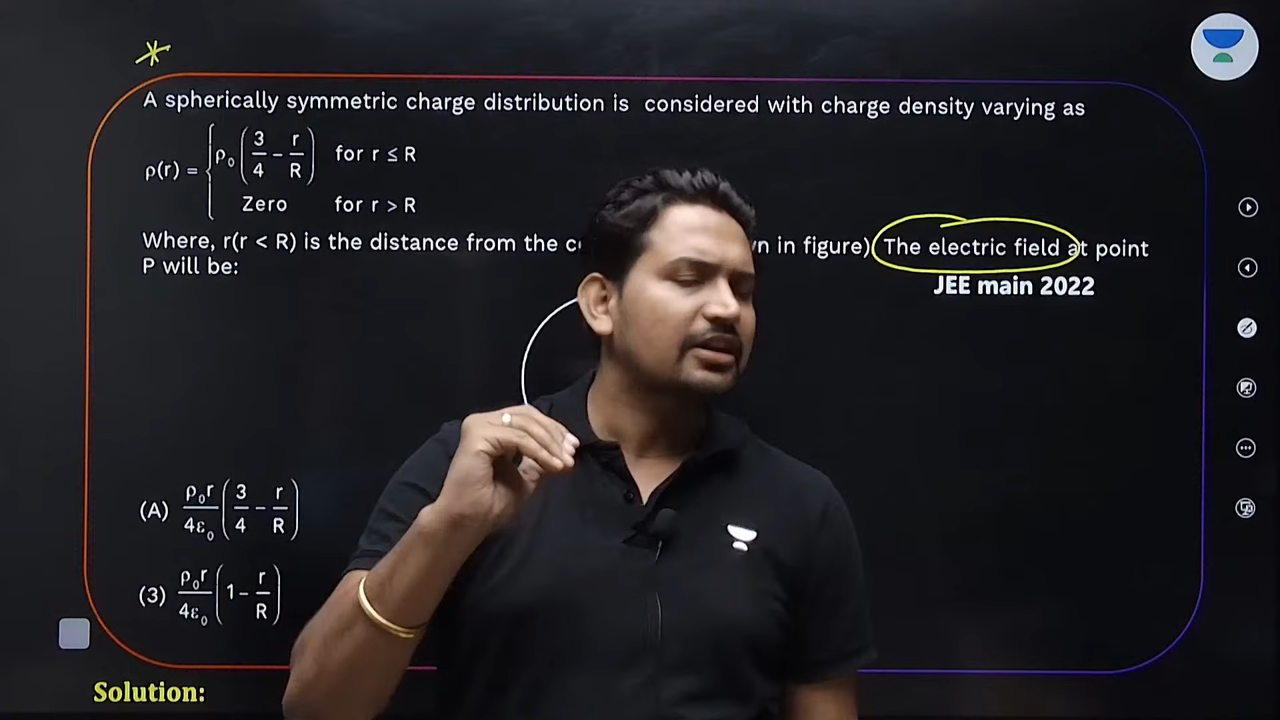 A spherically symmetric charge distribution is considered with charge density varying as
ρ(r) = { ρ₀ (3/4 − r/R) for r ≤ R
Zero for r > R
Where, r(r < R) is the distance from the in figure) The electric field at point
P will be:
JEE main 2022
(A) ρ₀r/4ε₀ (3/4 − r/R)
(3) ρ₀r/4ε₀ (1 − r/R)
Solution: